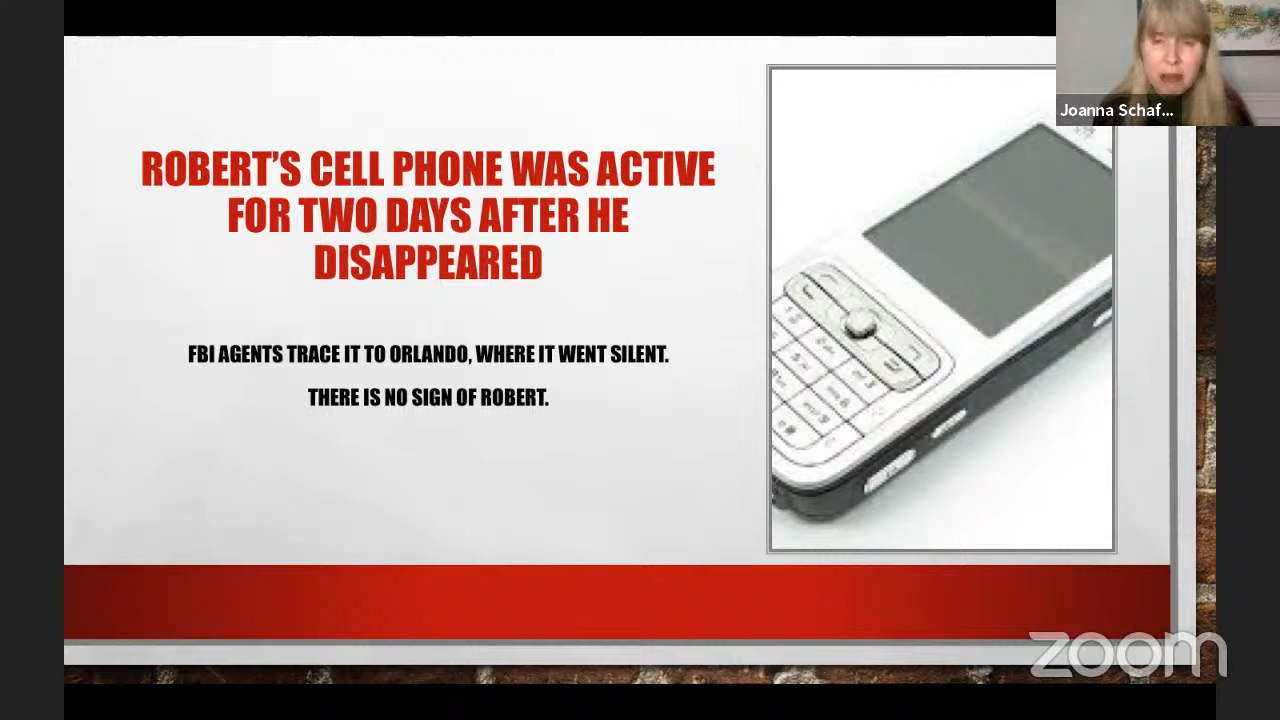 Joanna Schaf...
ROBERT’S CELL PHONE WAS ACTIVE
FOR TWO DAYS AFTER HE
DISAPPEARED
FBI AGENTS TRACE IT TO ORLANDO, WHERE IT WENT SILENT.
THERE IS NO SIGN OF ROBERT.
zoom